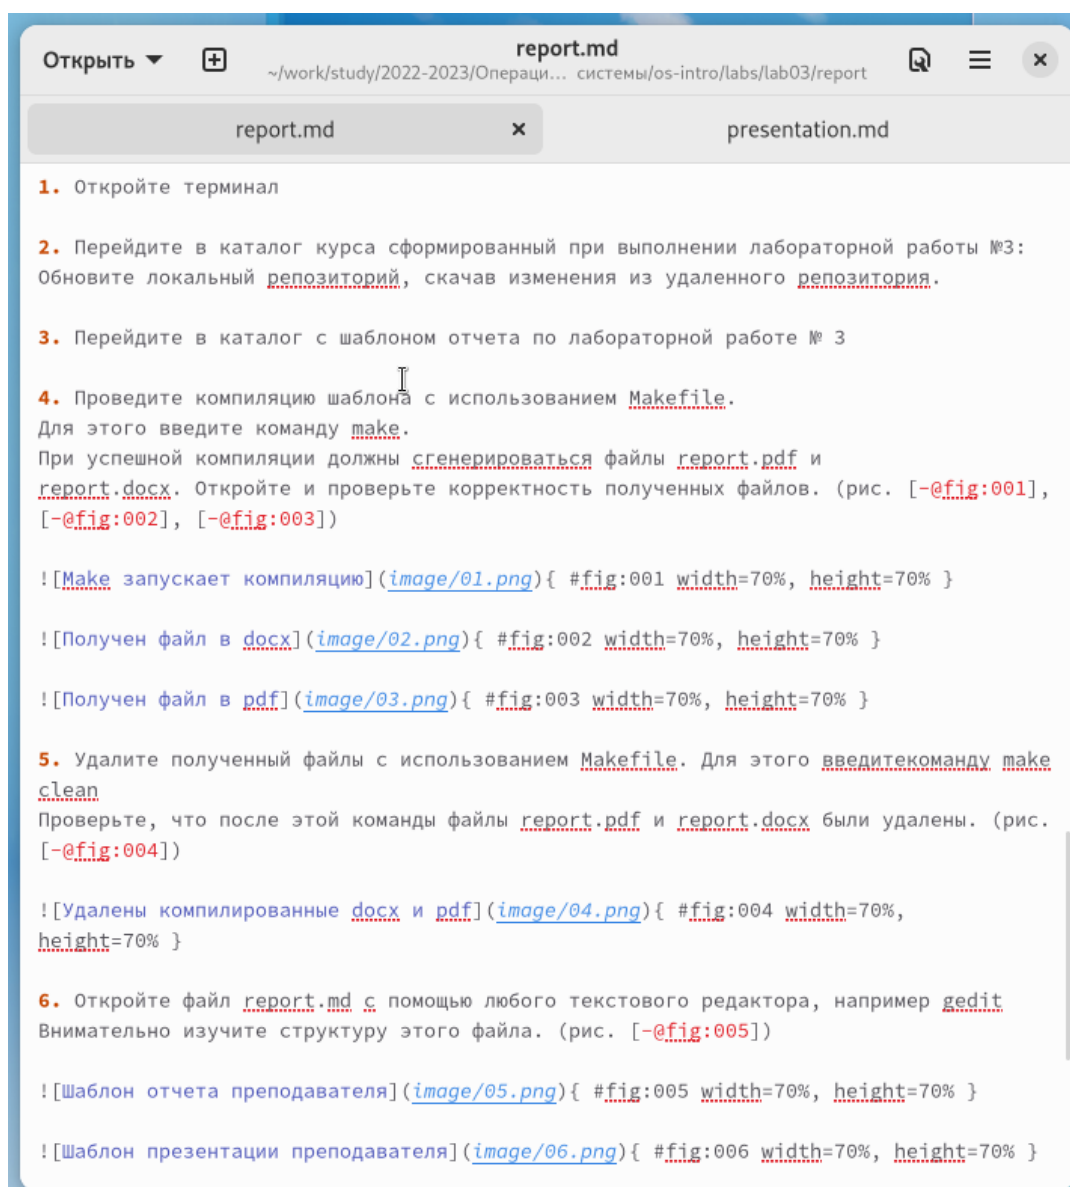 Открыть
report.md
~/work/study/2022-2023/Операци… системы/os-intro/labs/lab03/report
report.md
presentation.md
1. Откройте терминал
2. Перейдите в каталог курса сформированный при выполнении лабораторной работы №3:
Обновите локальный репозиторий, скачав изменения из удаленного репозитория.
3. Перейдите в каталог с шаблоном отчета по лабораторной работе № 3
4. Проведите компиляцию шаблона с использованием Makefile.
Для этого введите команду make.
При успешной компиляции должны сгенерироваться файлы report.pdf и
report.docx. Откройте и проверьте корректность полученных файлов. (рис. [-@fig:001],
[-@fig:002], [-@fig:003])
![Make запускает компиляцию](image/01.png){ #fig:001 width=70%, height=70% }
![Получен файл в docx](image/02.png){ #fig:002 width=70%, height=70% }
![Получен файл в pdf](image/03.png){ #fig:003 width=70%, height=70% }
5. Удалите полученный файлы с использованием Makefile. Для этого введитекоманду make
clean
Проверьте, что после этой команды файлы report.pdf и report.docx были удалены. (рис.
[-@fig:004])
![Удалены компилированные docx и pdf](image/04.png){ #fig:004 width=70%,
height=70% }
6. Откройте файл report.md с помощью любого текстового редактора, например gedit
Внимательно изучите структуру этого файла. (рис. [-@fig:005])
![Шаблон отчета преподавателя](image/05.png){ #fig:005 width=70%, height=70% }
![Шаблон презентации преподавателя](image/06.png){ #fig:006 width=70%, height=70% }